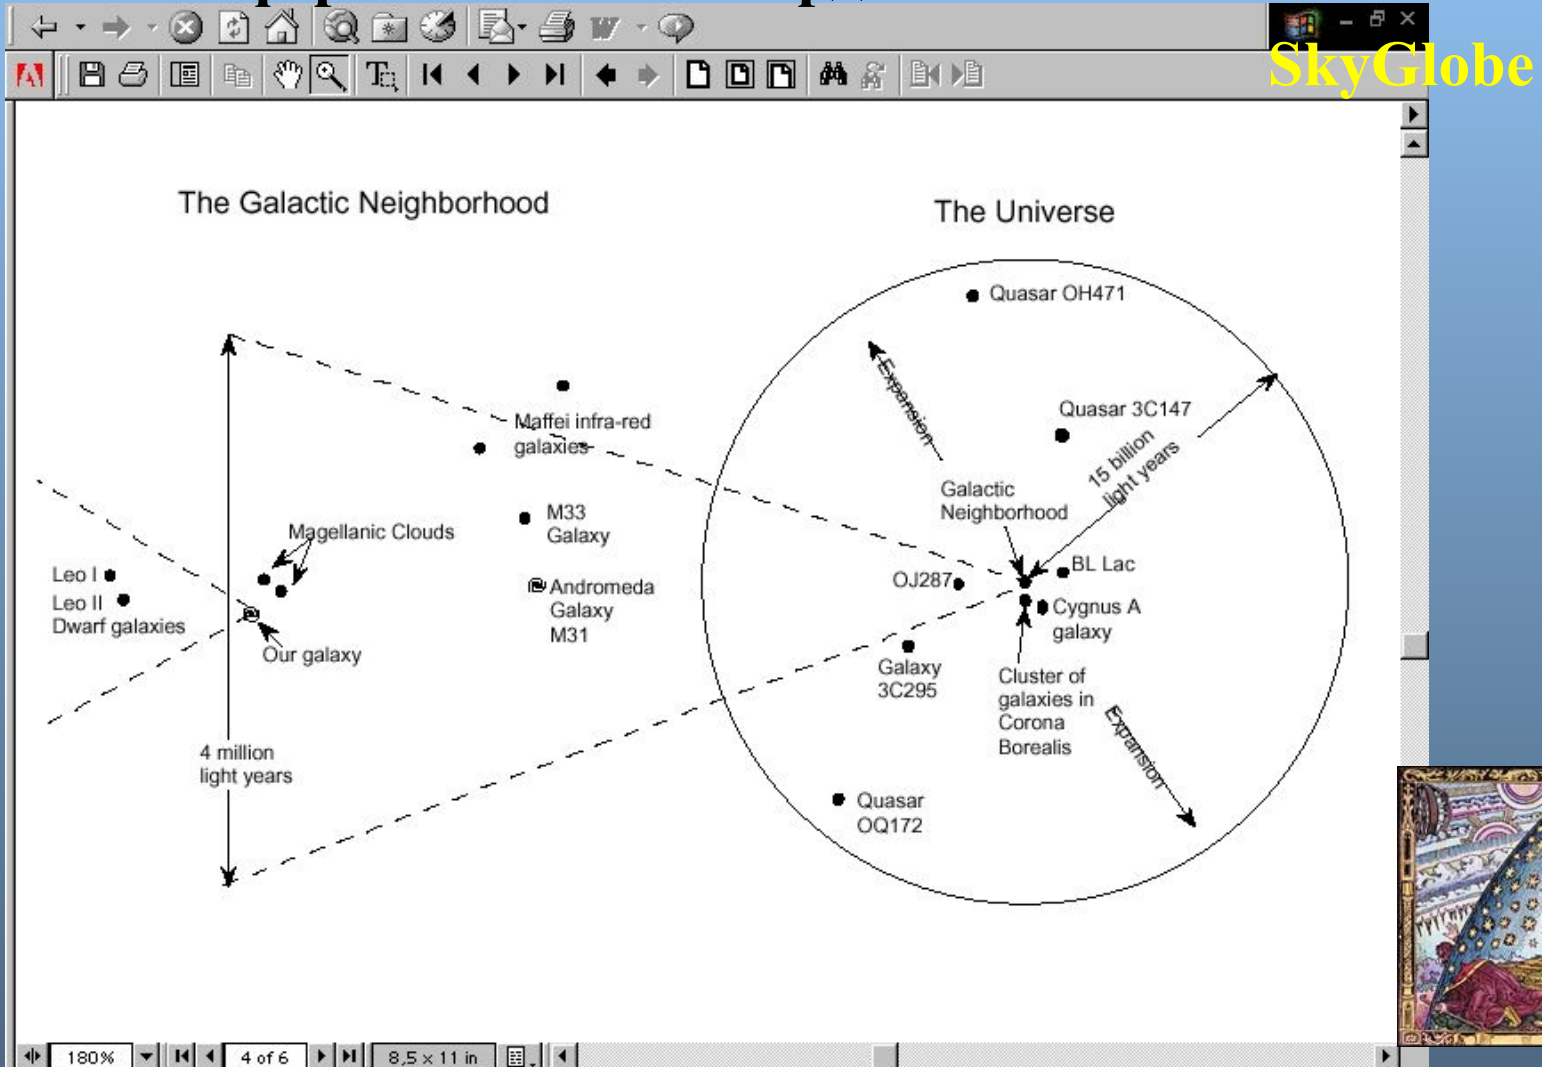 SkyGlobe
The Galactic Neighborhood
The Universe
Quasar OH471
Expansion
Quasar 3C147
15 billion
light years
Maffei infra-red
galaxies
Galactic
Neighborhood
M33
Galaxy
Magellanic Clouds
BL Lac
OJ287
Leo I
Leo II
Dwarf galaxies
Andromeda
Galaxy
M31
Cygnus A
galaxy
Our galaxy
Galaxy
3C295
Cluster of
galaxies in
Corona
Borealis
Expansion
4 million
light years
Quasar
OQ172
180%
4 of 6
8,5 x 11 in